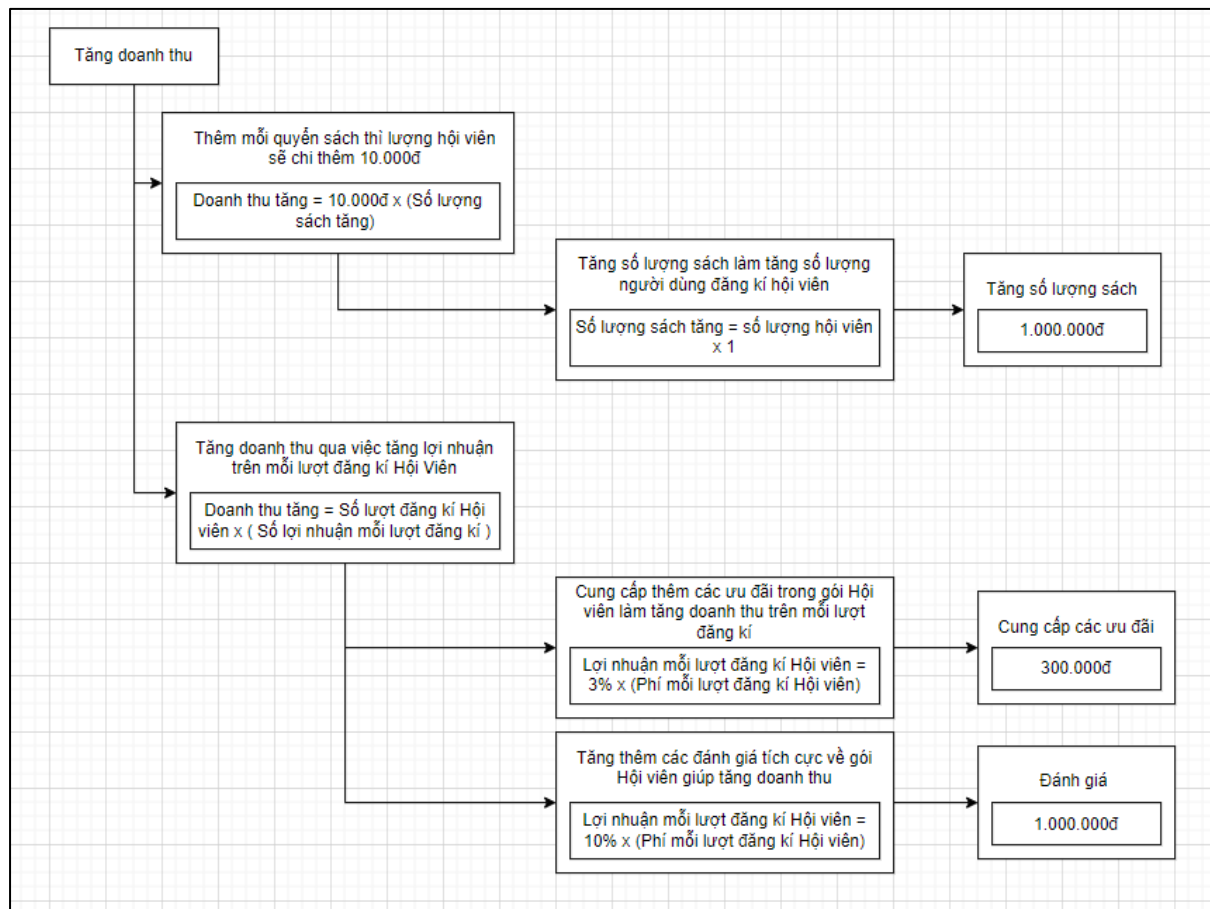 Tăng doanh thu
Thêm mỗi quyển sách thì lượng hội viên
sẽ chi thêm 10.000đ
Doanh thu tăng = 10.000đ x (Số lượng
sách tăng)
Tăng số lượng sách làm tăng số lượng
người dùng đăng kí hội viên
Số lượng sách tăng = số lượng hội viên
x 1
Tăng số lượng sách
1.000.000đ
Tăng doanh thu qua việc tăng lợi nhuận
trên mỗi lượt đăng kí Hội Viên
Doanh thu tăng = Số lượt đăng kí Hội
viên x ( Số lợi nhuận mỗi lượt đăng kí )
Cung cấp thêm các ưu đãi trong gói Hội
viên làm tăng doanh thu trên mỗi lượt
đăng kí
Lợi nhuận mỗi lượt đăng kí Hội viên =
3% x (Phí mỗi lượt đăng kí Hội viên)
Cung cấp các ưu đãi
300.000đ
Tăng thêm các đánh giá tích cực về gói
Hội viên giúp tăng doanh thu
Lợi nhuận mỗi lượt đăng kí Hội viên =
10% x (Phí mỗi lượt đăng kí Hội viên)
Đánh giá
1.000.000đ